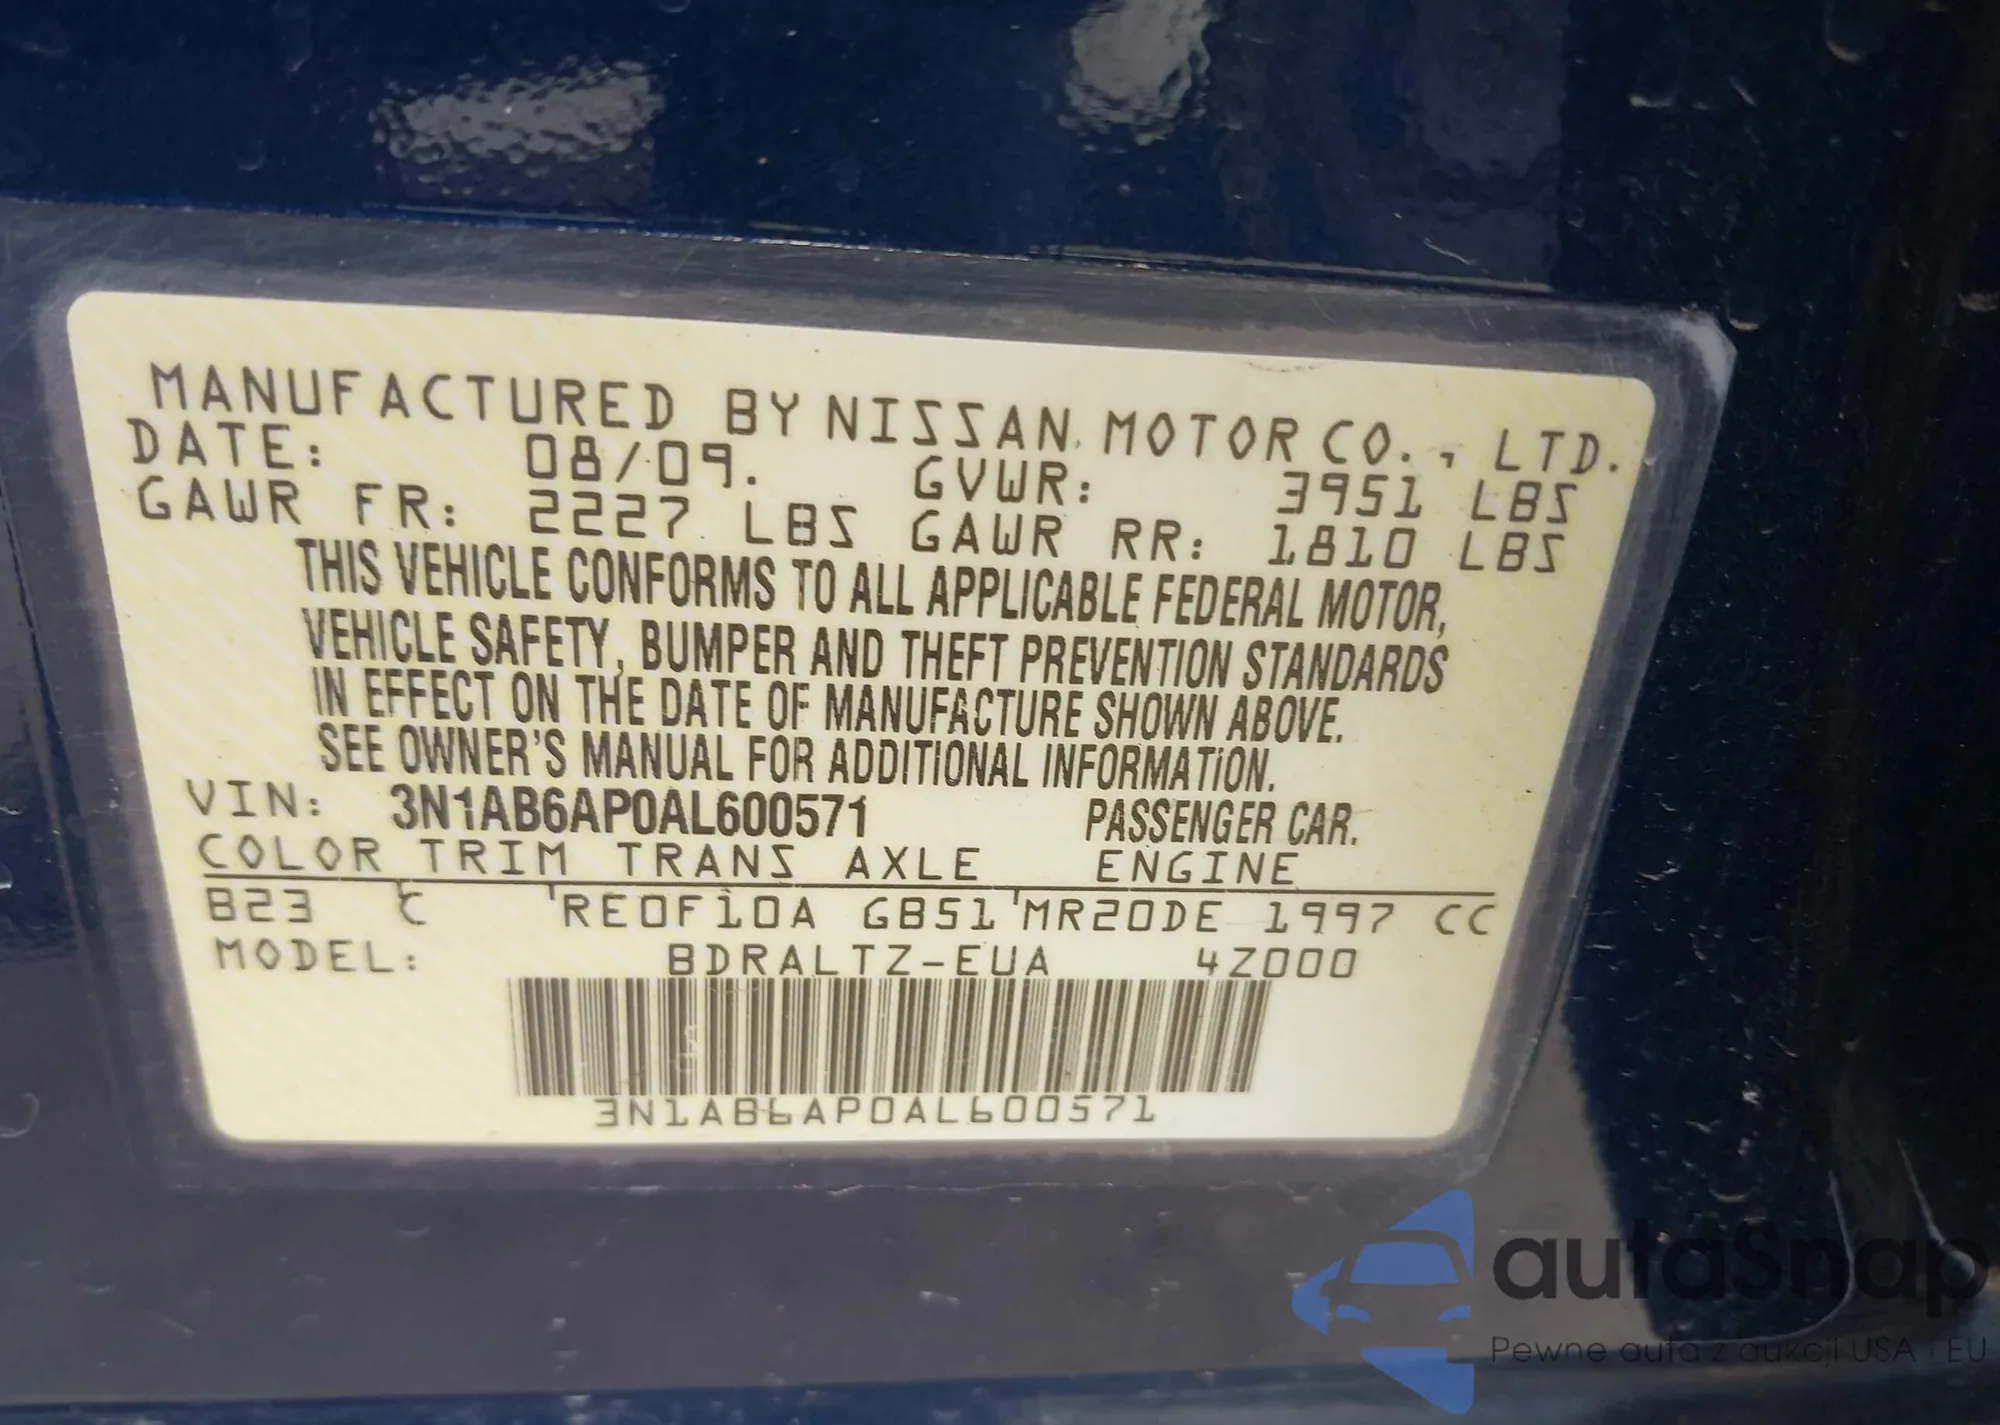 MANUFACTURED BY NISSAN MOTOR CO., LTD.
DATE: 08/09. GVWR: 3951 LBS
GAWR FR: 2227 LBS GAWR RR: 1810 LBS
THIS VEHICLE CONFORMS TO ALL APPLICABLE FEDERAL MOTOR,
VEHICLE SAFETY, BUMPER AND THEFT PREVENTION STANDARDS
IN EFFECT ON THE DATE OF MANUFACTURE SHOWN ABOVE.
SEE OWNER'S MANUAL FOR ADDITIONAL INFORMATION.
VIN: 3N1AB6AP0AL600571 PASSENGER CAR.
COLOR TRIM TRANS AXLE ENGINE
B23 C RE0F10A GB51 MR20DE 1997 CC
MODEL: BDRALTZ-EUA 4Z000
3N1AB6AP0AL600571
autasnap
Pewne auta z aukcji USA i EU